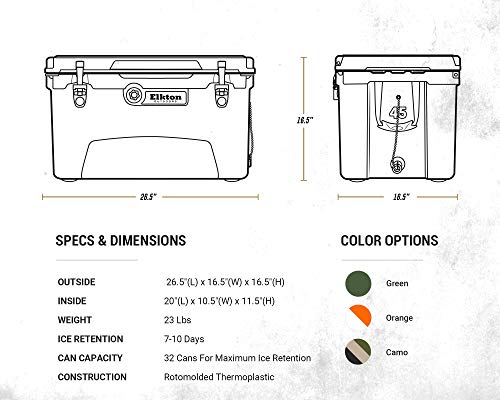 Elkton
OUTDOORS
45
16.5"
26.5"
16.5"
SPECS & DIMENSIONS
OUTSIDE 26.5"(L) x 16.5"(W) x 16.5"(H)
INSIDE 20"(L) x 10.5"(W) x 11.5"(H)
WEIGHT 23 Lbs
ICE RETENTION 7-10 Days
CAN CAPACITY 32 Cans For Maximum Ice Retention
CONSTRUCTION Rotomolded Thermoplastic
COLOR OPTIONS
Green
Orange
Camo